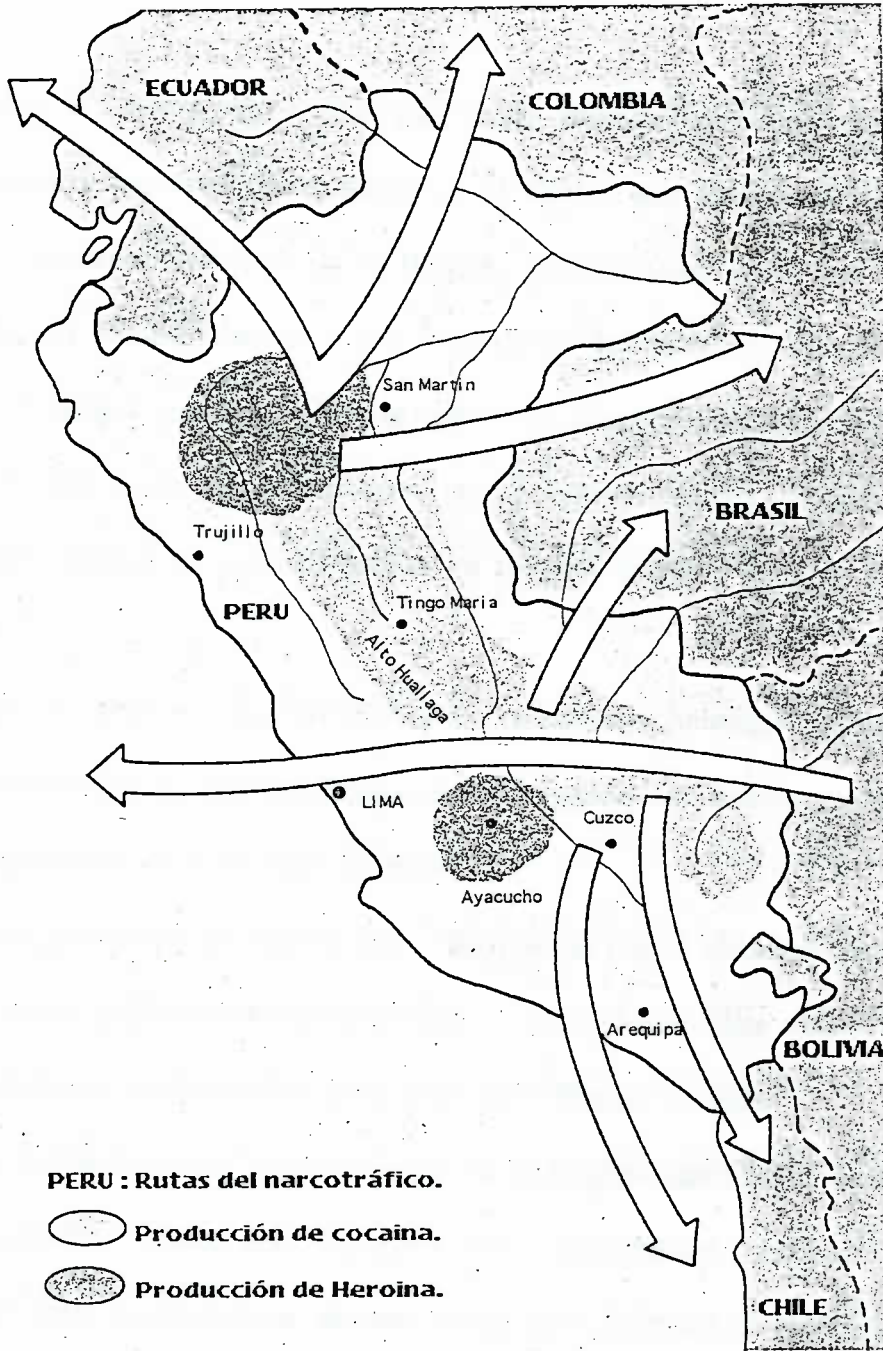 ECUADOR
COLOMBIA
San Martin
BRASIL
Trujillo
PERU
Tingo Maria
Alto Huallaga
LIMA
Cuzco
Ayacucho
Arequipa
BOLIVIA
PERU : Rutas del narcotráfico.
Producción de cocaina.
Producción de Heroina.
CHILE